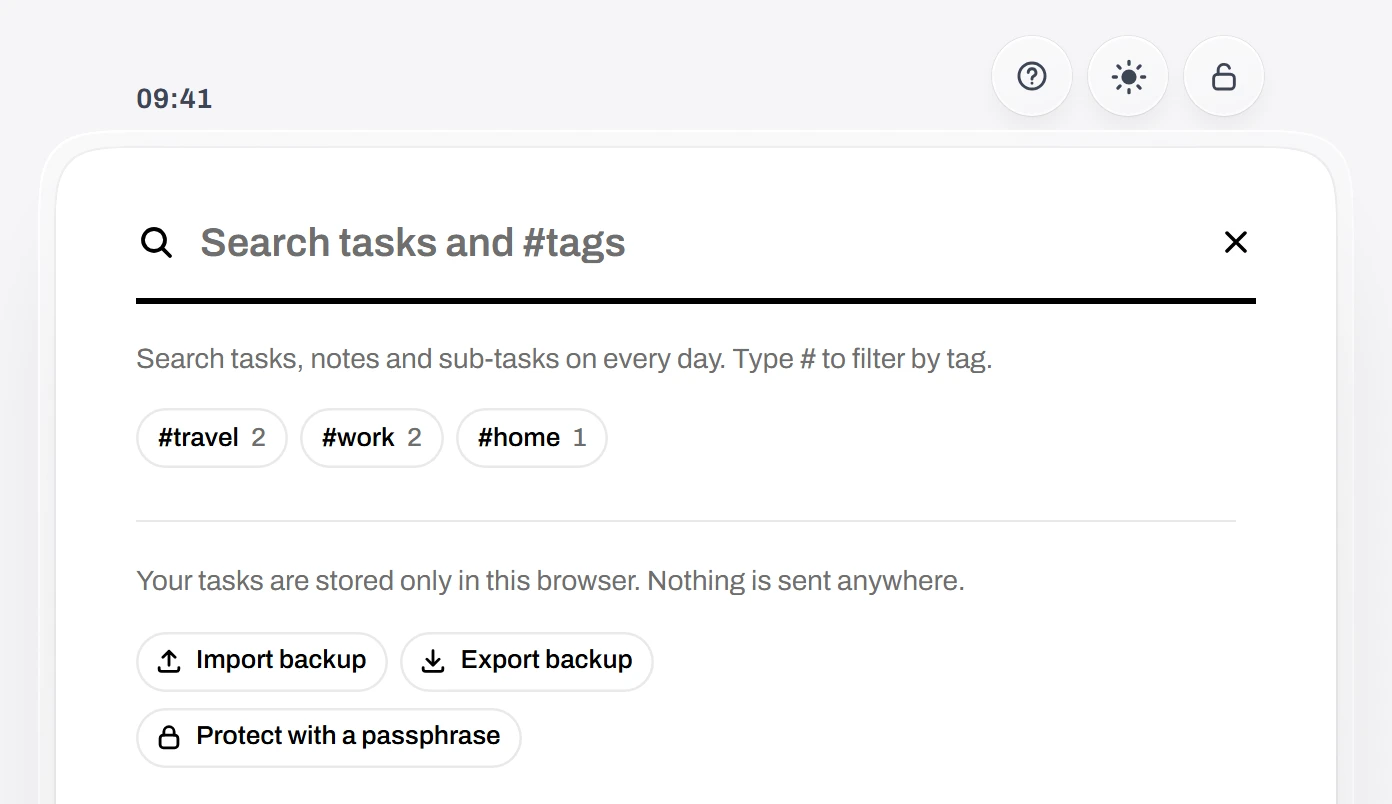 09:41
Search tasks and #tags
Search tasks, notes and sub-tasks on every day. Type # to filter by tag.
#travel 2 #work 2 #home 1
Your tasks are stored only in this browser. Nothing is sent anywhere.
Import backup Export backup
Protect with a passphrase